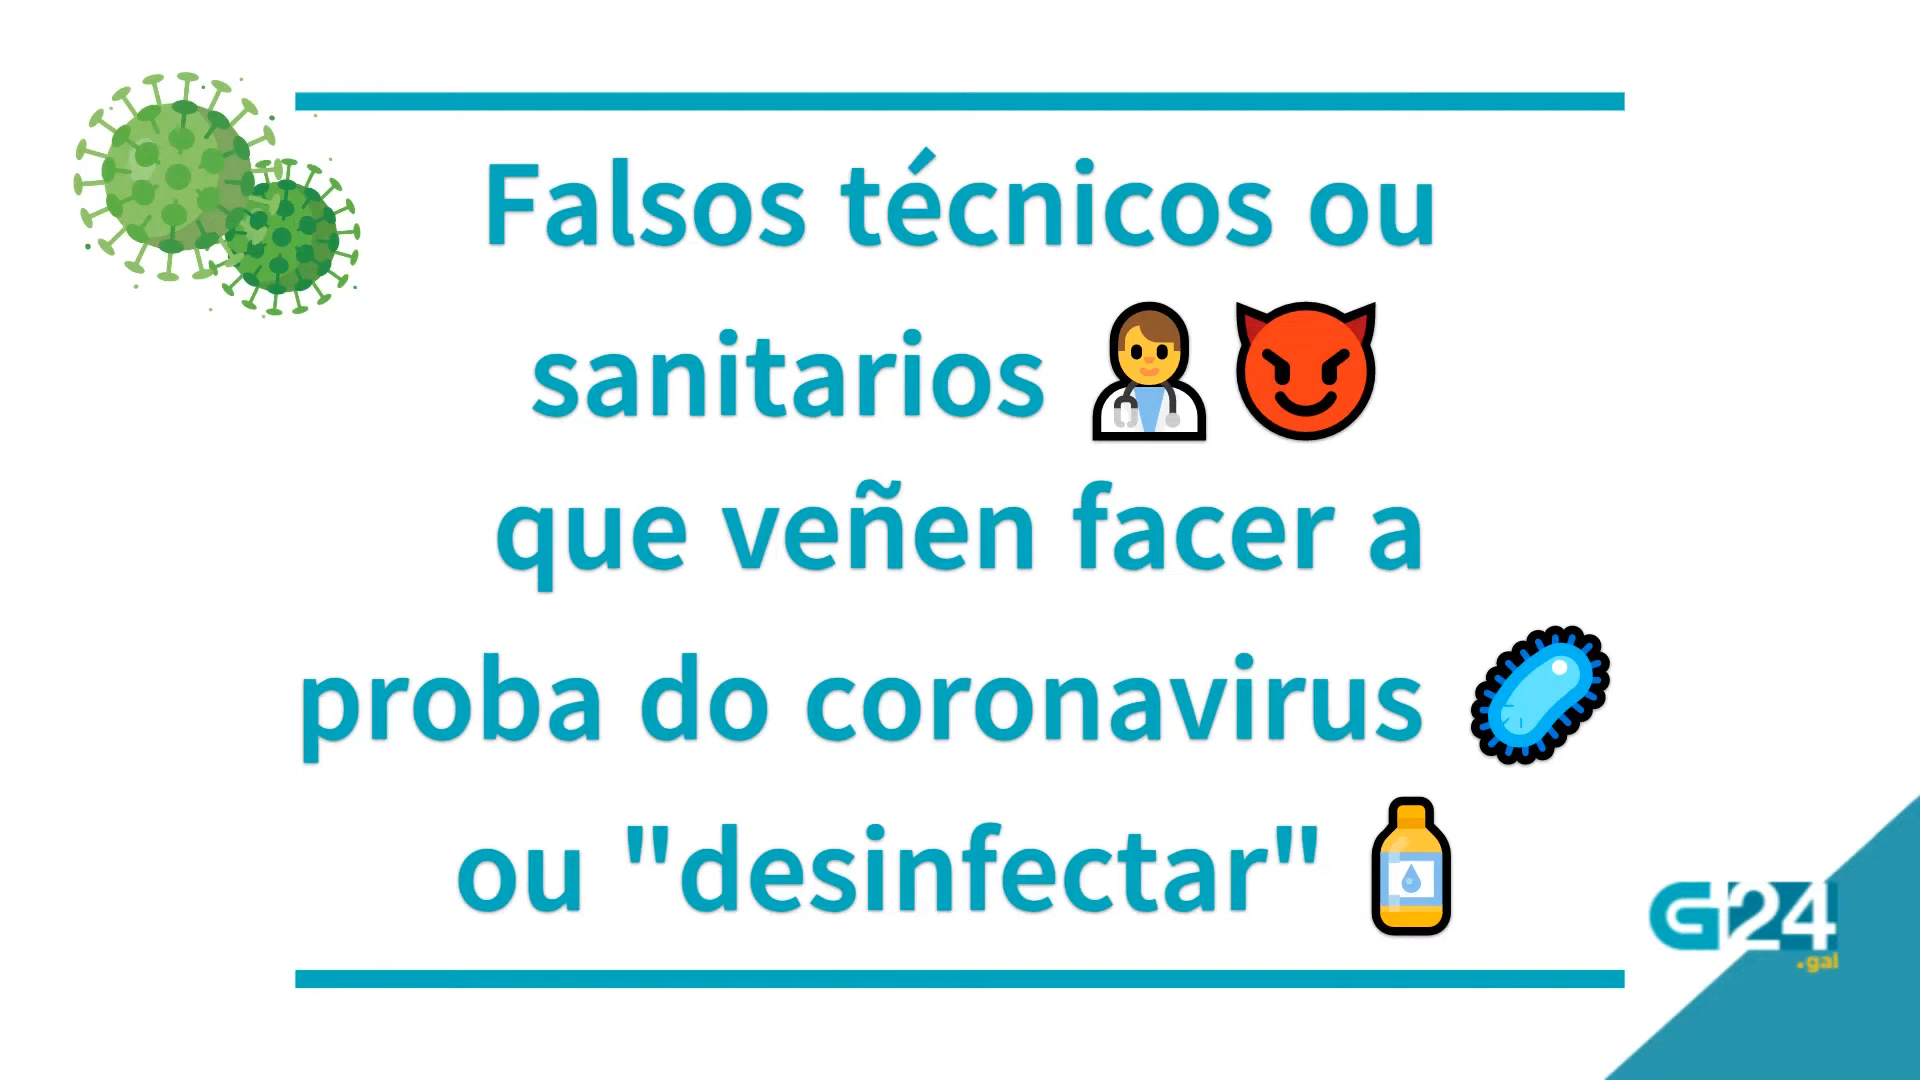 Falsos técnicos ou
sanitarios 👨‍⚕️ 😈
que veñen facer a
proba do coronavirus 🦠
ou "desinfectar" 🧴
G24
.gal